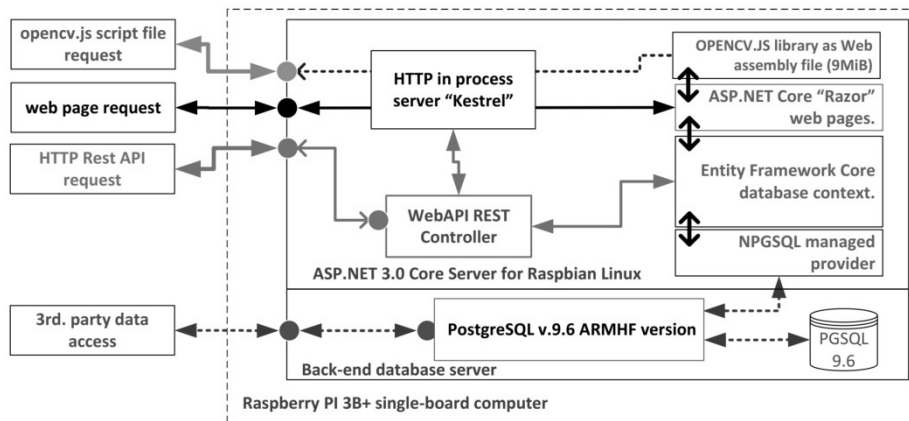 opencv.js script file
request
web page request
HTTP Rest API
request
3rd. party data
access
HTTP in process
server “Kestrel”
WebAPI REST
Controller
OPENCV.JS library as Web
assembly file (9MiB)
ASP.NET Core “Razor”
web pages.
Entity Framework Core
database context.
NPGSQL managed
provider
ASP.NET 3.0 Core Server for Raspbian Linux
PostgreSQL v.9.6 ARMHF version
PGSQL
9.6
Back-end database server
Raspberry PI 3B+ single-board computer